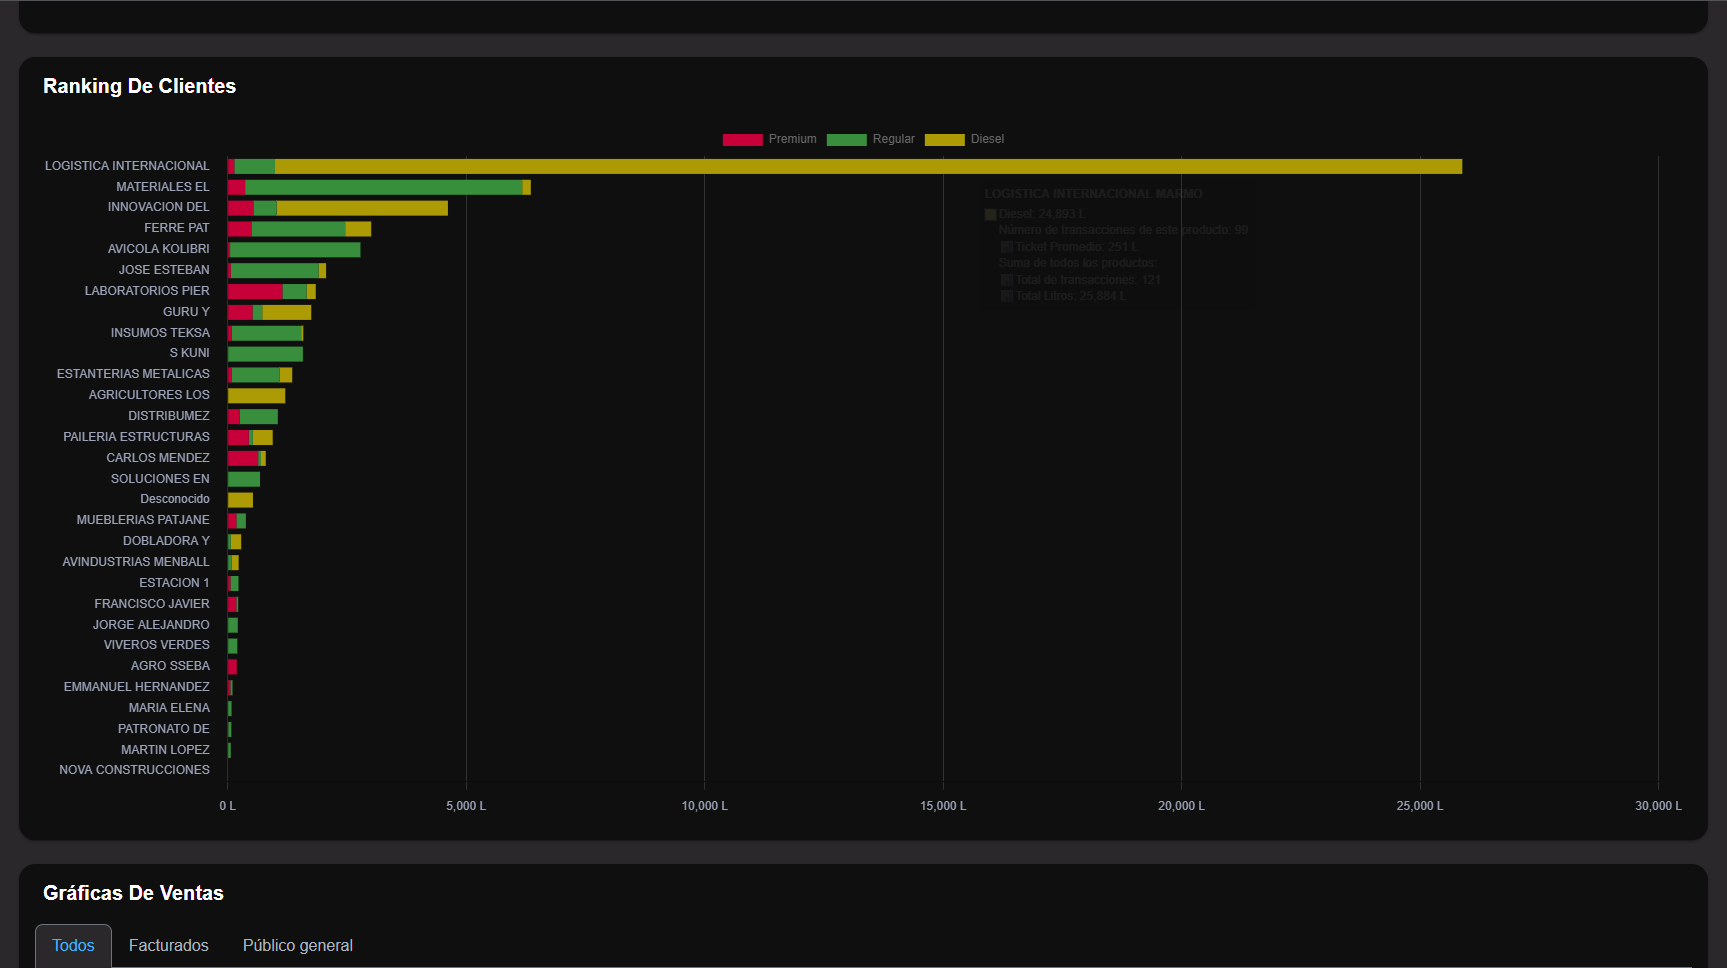 Ranking De Clientes
Premium Regular Diesel
LOGISTICA INTERNACIONAL
MATERIALES EL
INNOVACION DEL
FERRE PAT
AVICOLA KOLIBRI
JOSE ESTEBAN
LABORATORIOS PIER
GURU Y
INSUMOS TEKSA
S KUNI
ESTANTERIAS METALICAS
AGRICULTORES LOS
DISTRIBUMEZ
PAILERIA ESTRUCTURAS
CARLOS MENDEZ
SOLUCIONES EN
Desconocido
MUEBLERIAS PATJANE
DOBLADORA Y
AVINDUSTRIAS MENBALL
ESTACION 1
FRANCISCO JAVIER
JORGE ALEJANDRO
VIVEROS VERDES
AGRO SSEBA
EMMANUEL HERNANDEZ
MARIA ELENA
PATRONATO DE
MARTIN LOPEZ
NOVA CONSTRUCCIONES
LOGISTICA INTERNACIONAL MARMO
Diesel: 24,893 L
Número de transacciones de este producto: 99
Ticket Promedio: 251 L
Suma de todos los productos:
Total de transacciones: 121
Total Litros: 25,884 L
0 L 5,000 L 10,000 L 15,000 L 20,000 L 25,000 L 30,000 L
Gráficas De Ventas
Todos Facturados Público general